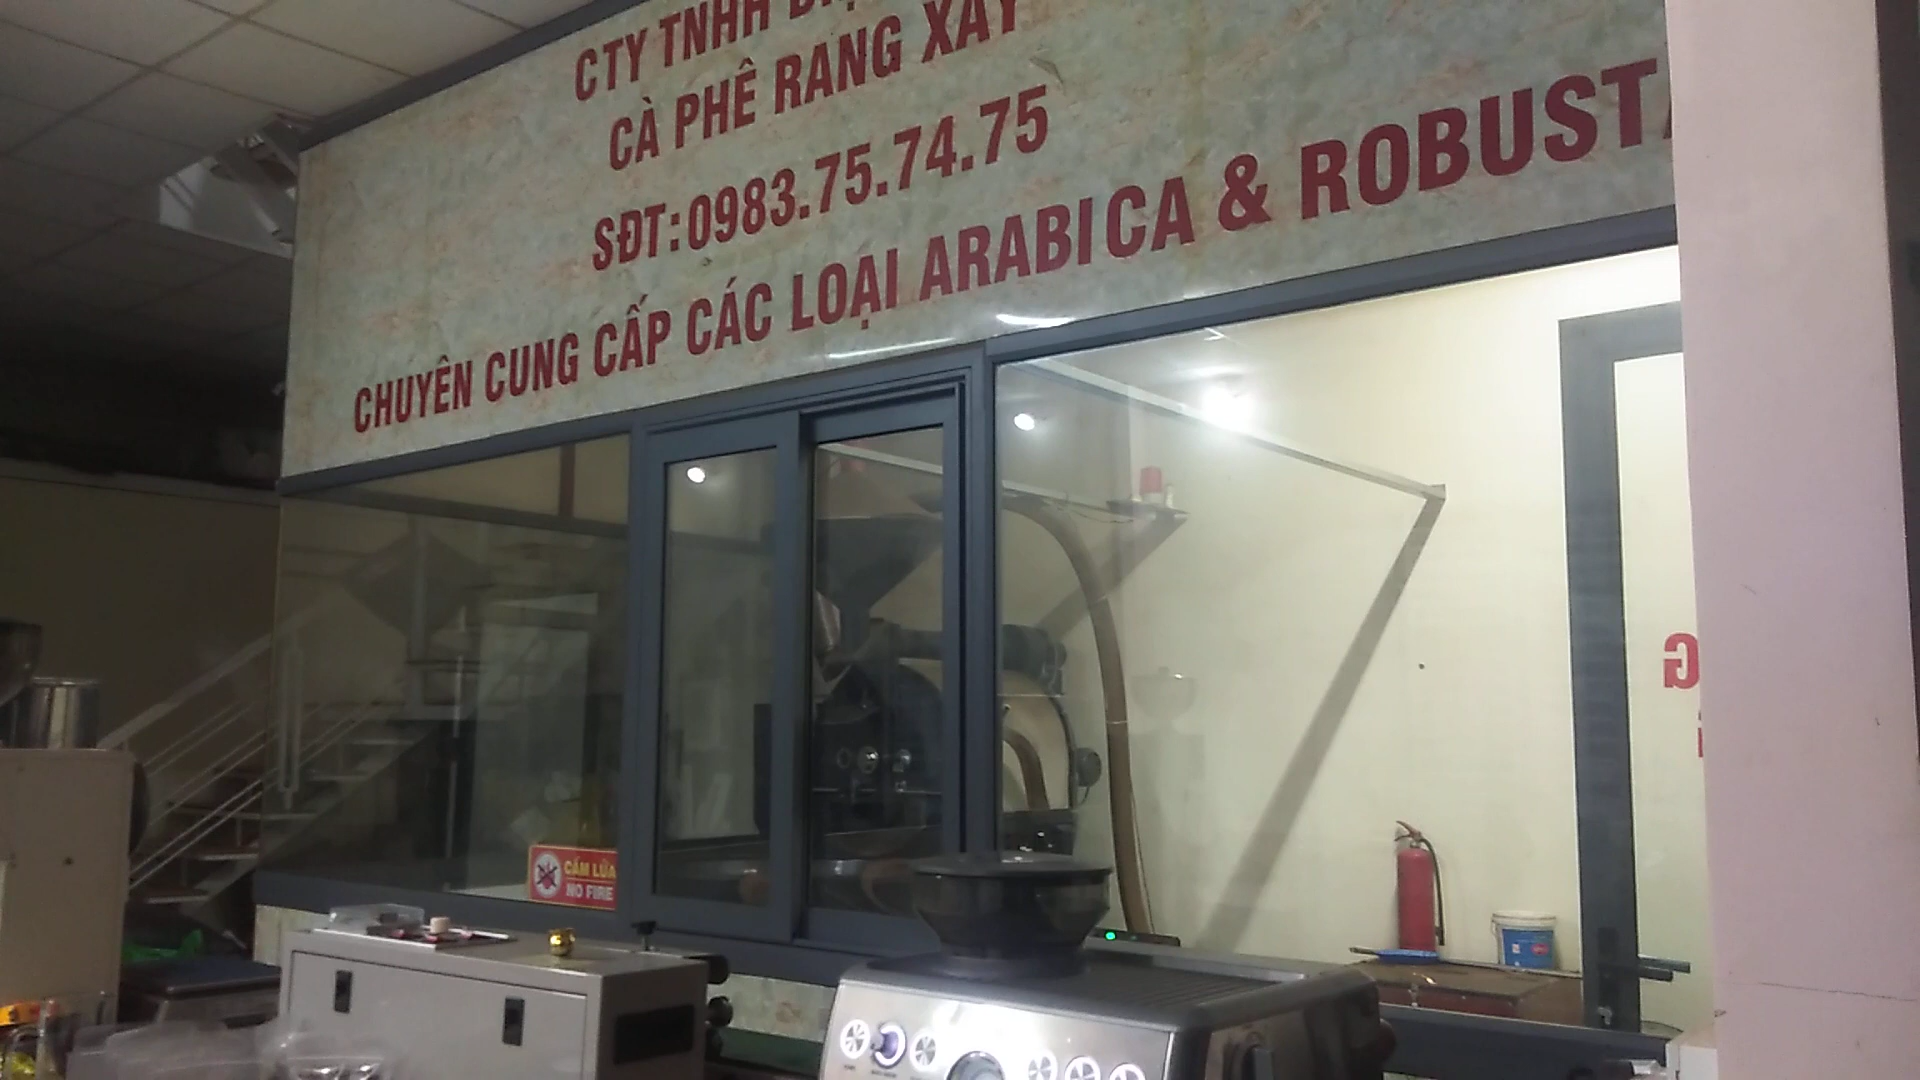 CTY TNHH
CÀ PHÊ RANG XAY
SĐT:0983.75.74.75
CHUYÊN CUNG CẤP CÁC LOẠI ARABICA & ROBUSTA
CẤM LỬA
NO FIRE